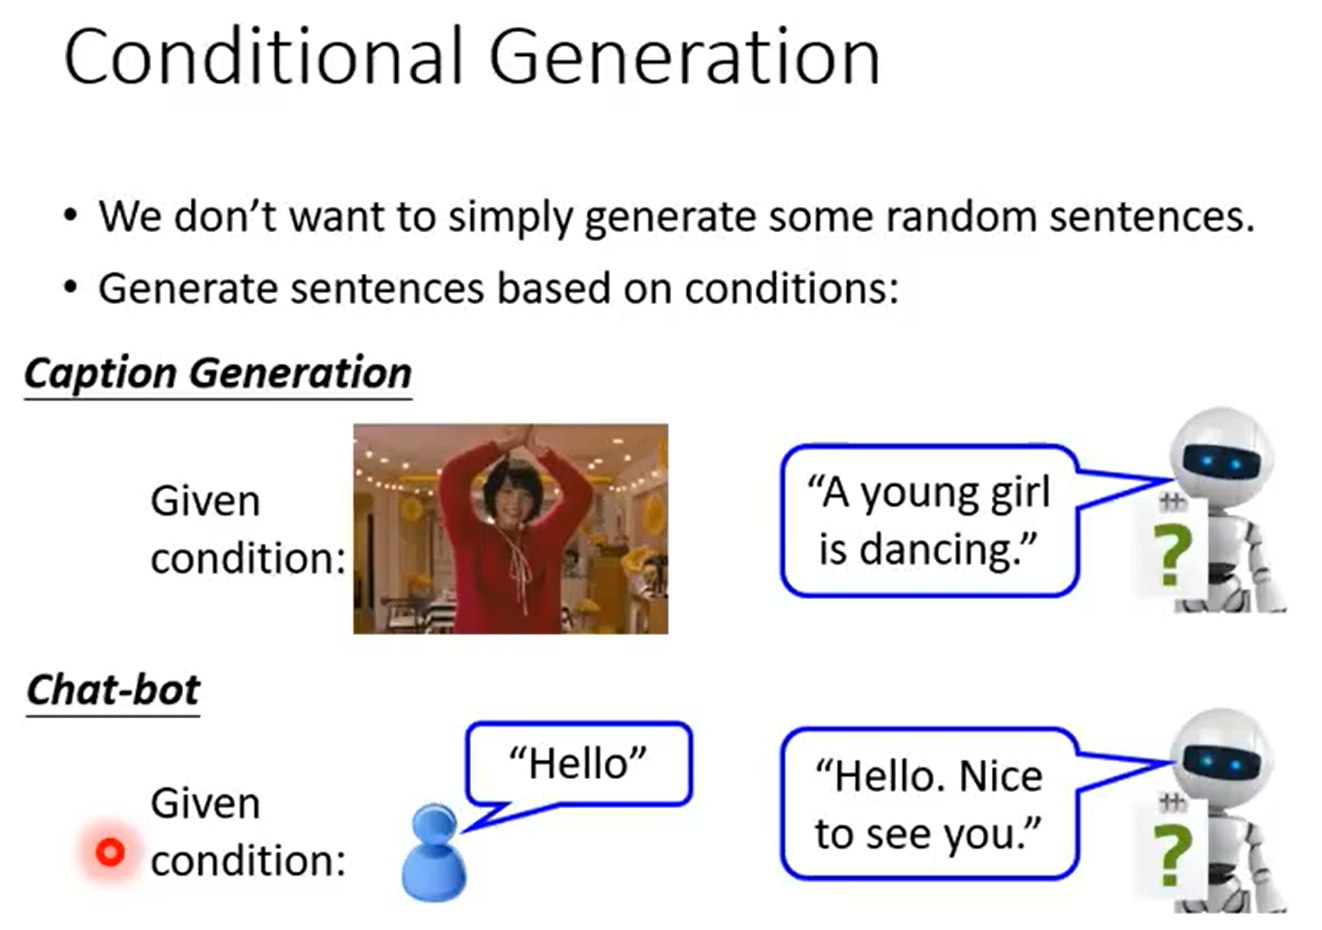 Conditional Generation
• We don’t want to simply generate some random sentences.
• Generate sentences based on conditions:
Caption Generation
Given
condition:
“A young girl
is dancing.”
?
Chat-bot
Given
condition:
“Hello”
“Hello. Nice
to see you.”
?